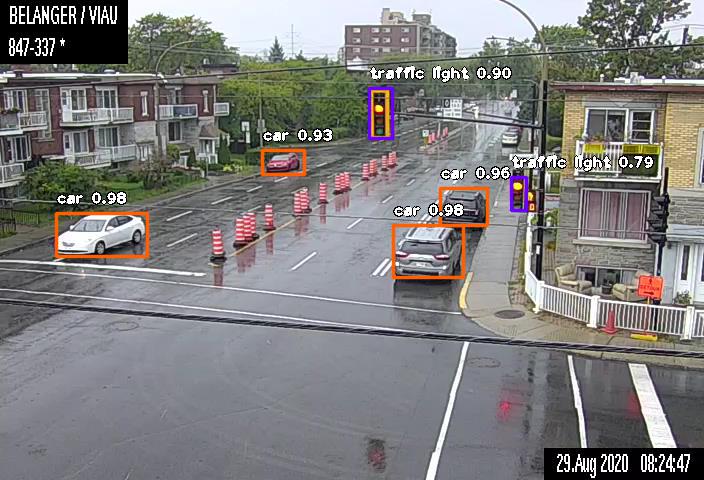 BELANGER / VIAU
847-337 *
traffic light 0.90
car 0.93
car 0.96
traffic light 0.79
car 0.98
car 0.98
29.Aug 2020 08:24:47